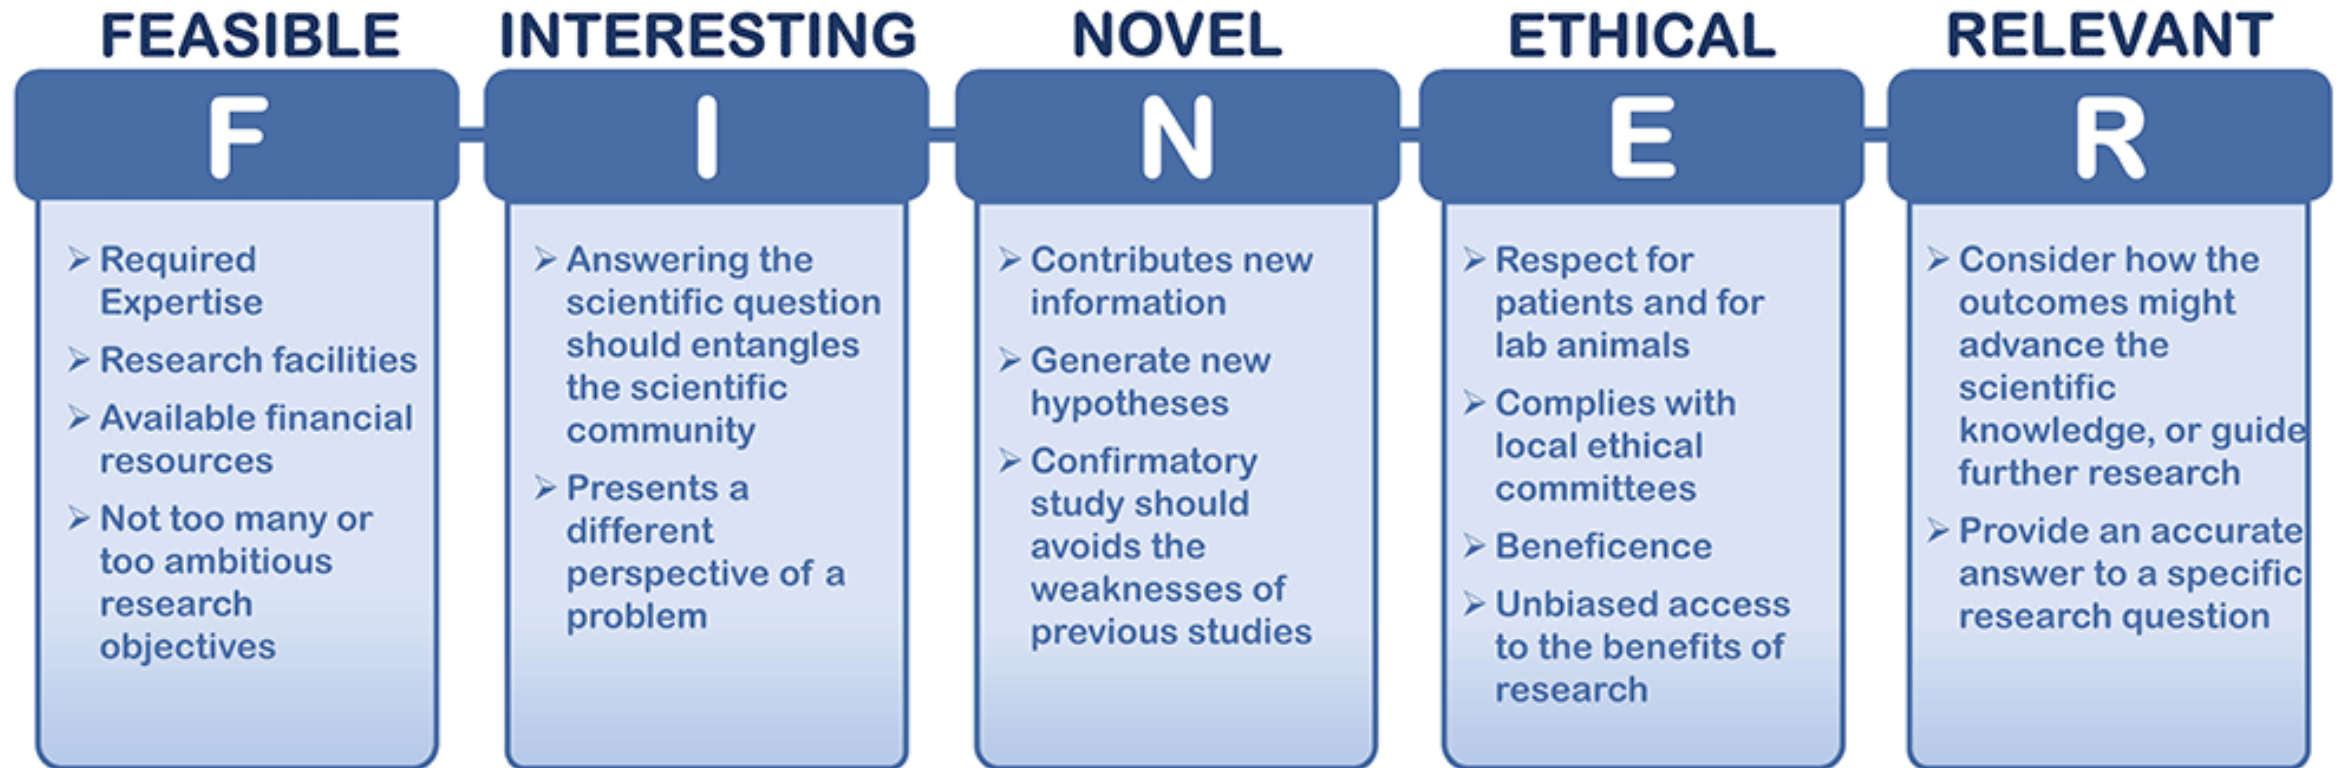 FEASIBLE
F
➢ Required
Expertise
➢ Research facilities
➢ Available financial
resources
➢ Not too many or
too ambitious
research
objectives
INTERESTING
I
➢ Answering the
scientific question
should entangles
the scientific
community
➢ Presents a
different
perspective of a
problem
NOVEL
N
➢ Contributes new
information
➢ Generate new
hypotheses
➢ Confirmatory
study should
avoids the
weaknesses of
previous studies
ETHICAL
E
➢ Respect for
patients and for
lab animals
➢ Complies with
local ethical
committees
➢ Beneficence
➢ Unbiased access
to the benefits of
research
RELEVANT
R
➢ Consider how the
outcomes might
advance the
scientific
knowledge, or guide
further research
➢ Provide an accurate
answer to a specific
research question